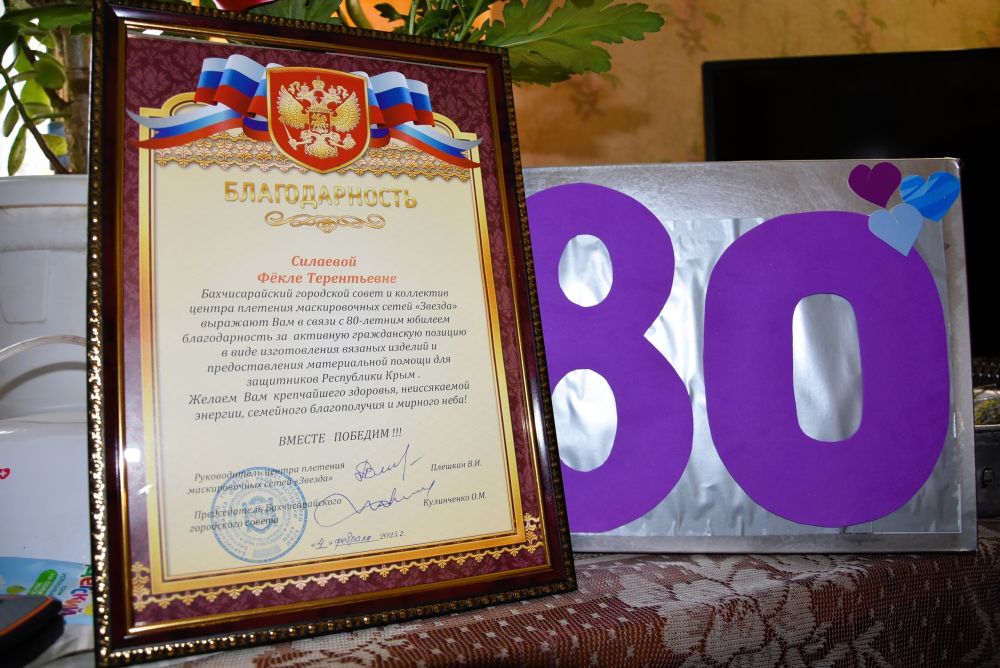 БЛАГОДАРНОСТЬ
Силаевой
Фёкле Терентьевне
Бахчисарайский городской совет и коллектив
центра плетения маскировочных сетей «Звезда»
выражают Вам в связи с 80-летним юбилеем
благодарность за активную гражданскую позицию
в виде изготовления вязаных изделий и
предоставления материальной помощи для
защитников Республики Крым .
Желаем Вам крепчайшего здоровья, неиссякаемой
энергии, семейного благополучия и мирного неба!
ВМЕСТЕ ПОБЕДИМ !!!
Руководитель центра плетения
маскировочных сетей «Звезда»
Плешкан В.И.
Председатель Бахчисарайского
городского совета
Кулинченко О.М.
«4» февраля 2025 г.
80